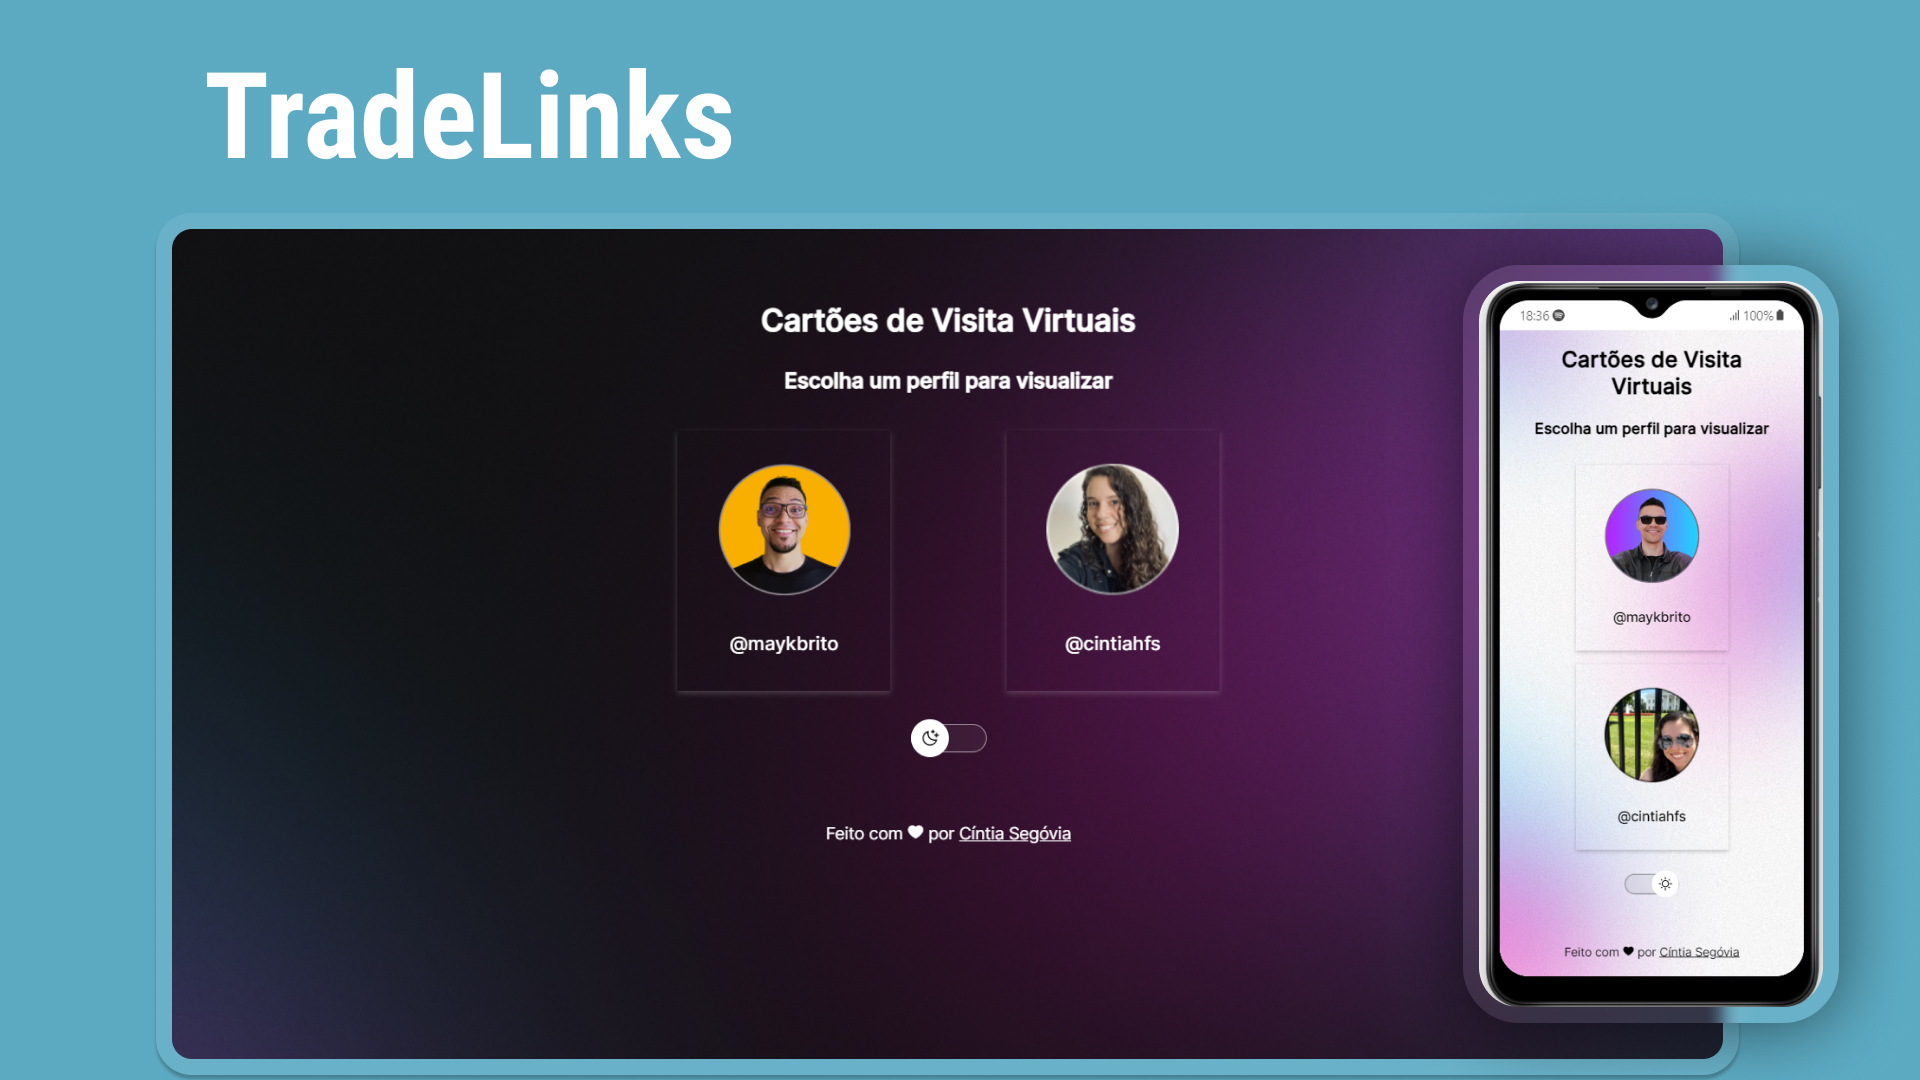 TradeLinks
Cartões de Visita Virtuais
Escolha um perfil para visualizar
@maykbrito
@cintiahfs
Feito com ♥ por Cíntia Segóvia
18:36
100%
Cartões de Visita
Virtuais
Escolha um perfil para visualizar
@maykbrito
@cintiahfs
Feito com ♥ por Cíntia Segóvia